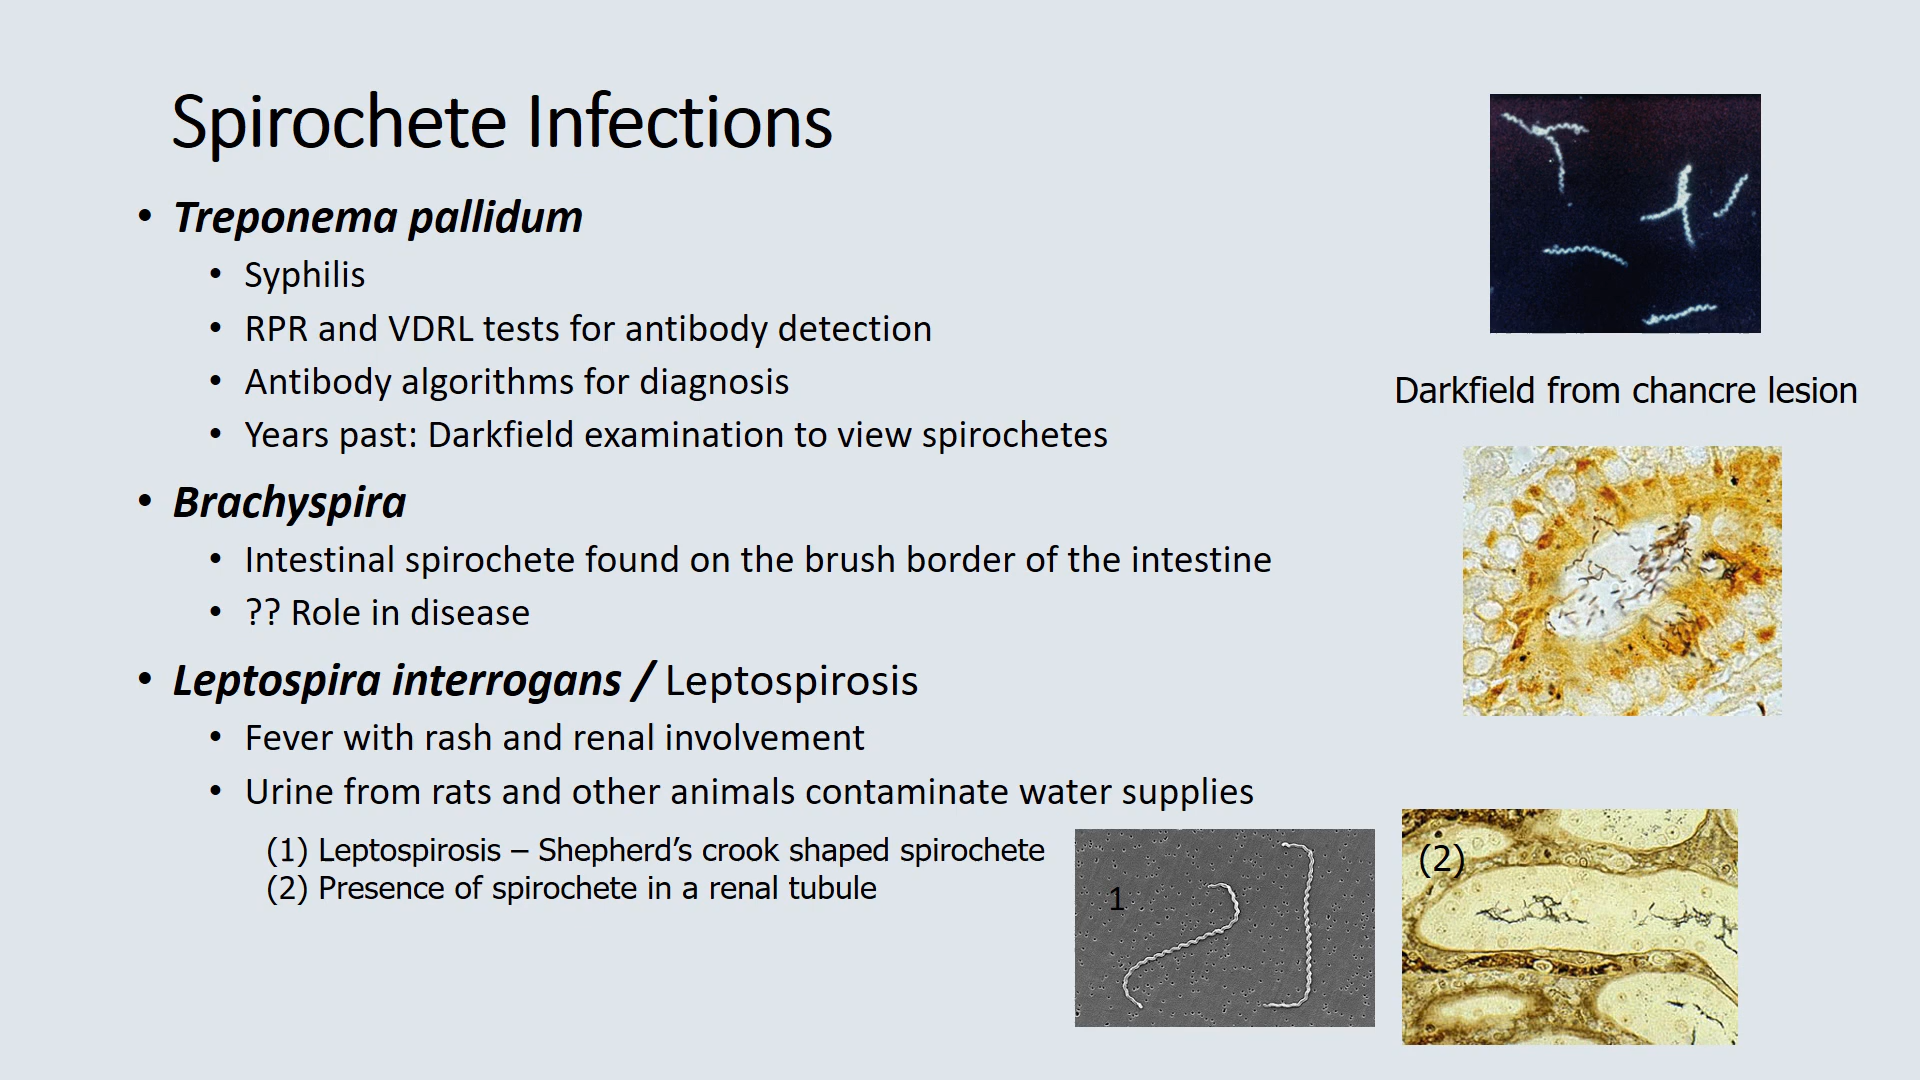 Spirochete Infections
• Treponema pallidum
• Syphilis
• RPR and VDRL tests for antibody detection
• Antibody algorithms for diagnosis
• Years past: Darkfield examination to view spirochetes
• Brachyspira
• Intestinal spirochete found on the brush border of the intestine
• ?? Role in disease
• Leptospira interrogans / Leptospirosis
• Fever with rash and renal involvement
• Urine from rats and other animals contaminate water supplies
(1) Leptospirosis – Shepherd’s crook shaped spirochete
(2) Presence of spirochete in a renal tubule
Darkfield from chancre lesion
1
(2)